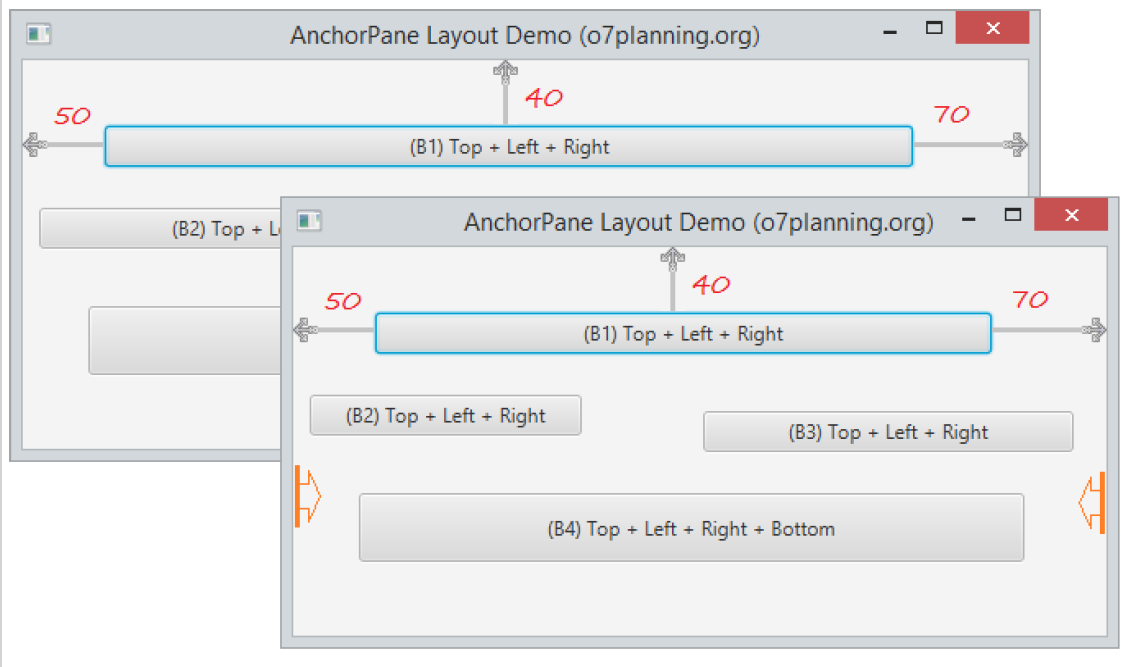 AnchorPane Layout Demo (o7planning.org)
40
50
70
(B1) Top + Left + Right
(B2) Top + L
AnchorPane Layout Demo (o7planning.org)
40
50
70
(B1) Top + Left + Right
(B2) Top + Left + Right
(B3) Top + Left + Right
(B4) Top + Left + Right + Bottom